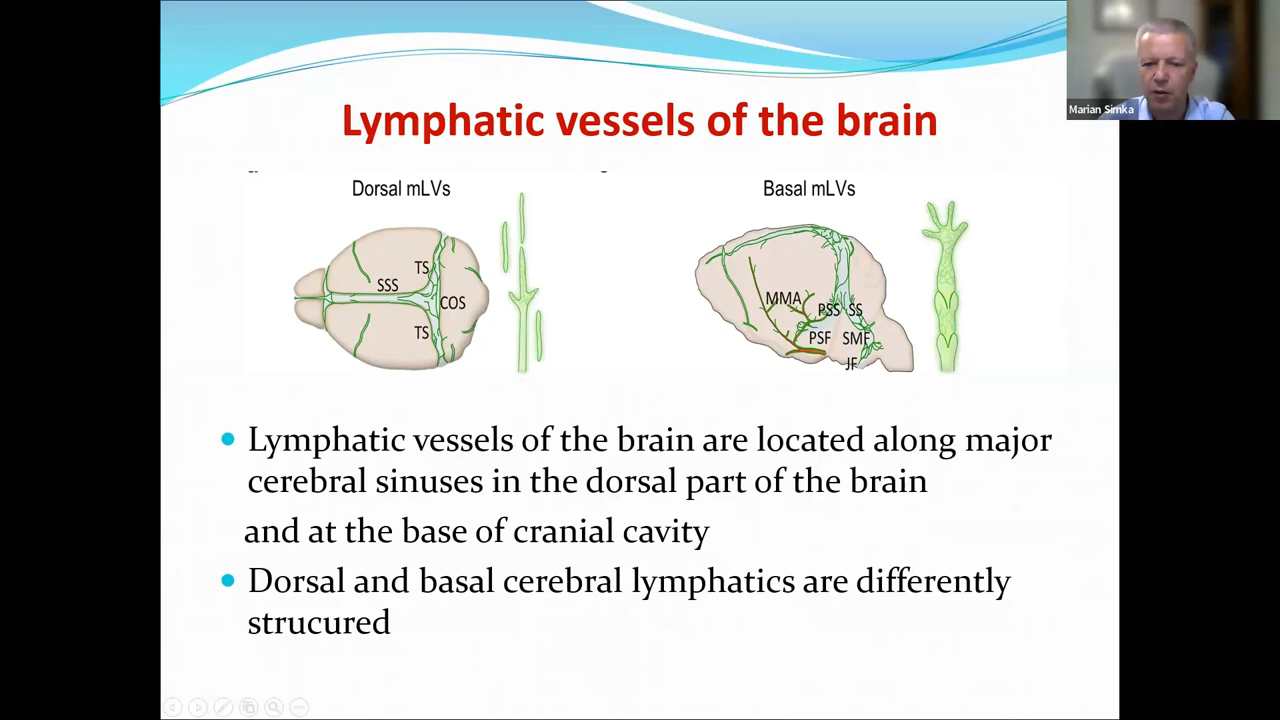 Marian Simka
Lymphatic vessels of the brain
Dorsal mLVs
Basal mLVs
TS
SSS
COS
TS
MMA
PSS SS
PSF SMF
JF
Lymphatic vessels of the brain are located along major
cerebral sinuses in the dorsal part of the brain
and at the base of cranial cavity
Dorsal and basal cerebral lymphatics are differently
strucured